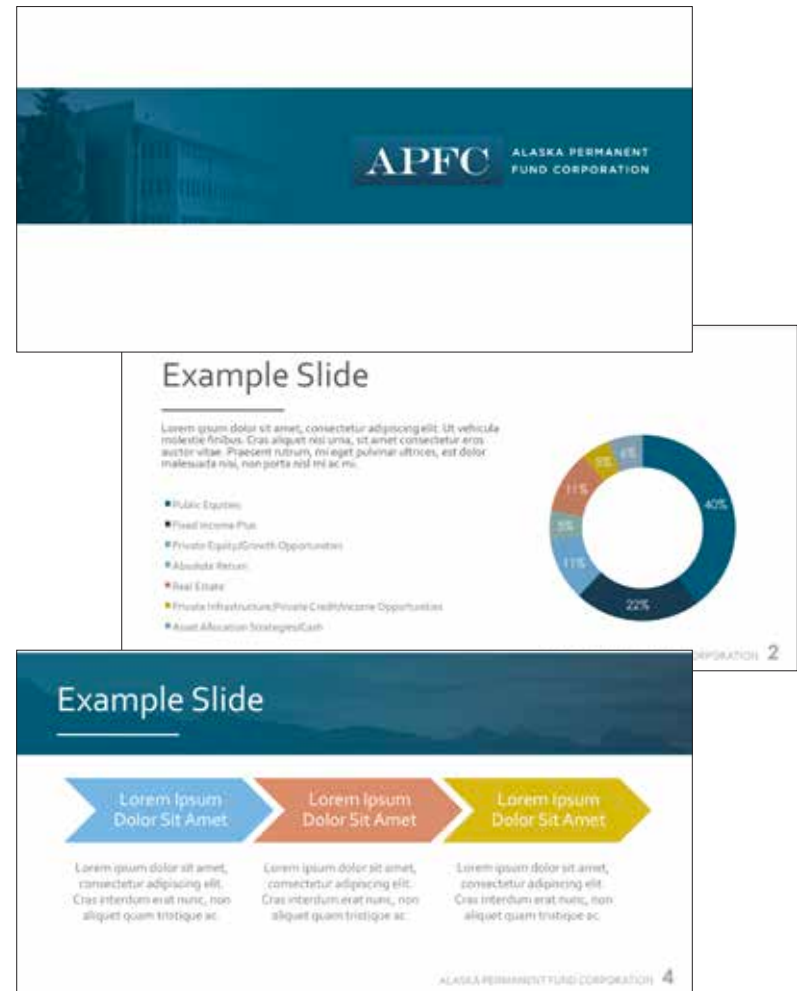 APFC
ALASKA PERMANENT
FUND CORPORATION
Example Slide
Lorem ipsum dolor sit amet, consectetur adipiscing elit. Ut vehicula
molestie finibus. Cras aliquet nisi urna, sit amet consectetur eros
auctor vitae. Praesent rutrum, mi eget pulvinar ultrices, est dolor
malesuada nisi, non porta nisl mi ac mi.
Public Equities
Fixed Income Plus
Private Equity/Growth Opportunities
Absolute Return
Real Estate
Private Infrastructure/Private Credit/Income Opportunities
Asset Allocation Strategies/Cash
40%
22%
11%
5%
11%
5%
6%
CORPORATION 2
Example Slide
Lorem Ipsum
Dolor Sit Amet
Lorem ipsum dolor sit amet,
consectetur adipiscing elit.
Cras interdum erat nunc, non
aliquet quam tristique ac.
Lorem Ipsum
Dolor Sit Amet
Lorem ipsum dolor sit amet,
consectetur adipiscing elit.
Cras interdum erat nunc, non
aliquet quam tristique ac.
Lorem Ipsum
Dolor Sit Amet
Lorem ipsum dolor sit amet,
consectetur adipiscing elit.
Cras interdum erat nunc, non
aliquet quam tristique ac.
ALASKA PERMANENT FUND CORPORATION 4